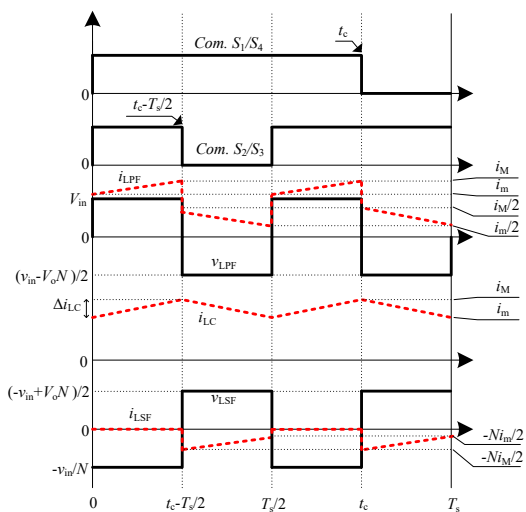 t_c
Com. S_1/S_4
0
t_c-T_s/2
Com. S_2/S_3
0
i_LPF
i_M
V_in
i_m
i_M/2
0
i_m/2
v_LPF
(v_in-V_oN)/2
i_M
Δi_LC
i_LC
i_m
0
(-v_in+V_oN)/2
v_LSF
i_LSF
0
-Ni_m/2
-Ni_M/2
-v_in/N
0 t_c-T_s/2 T_s/2 t_c T_s